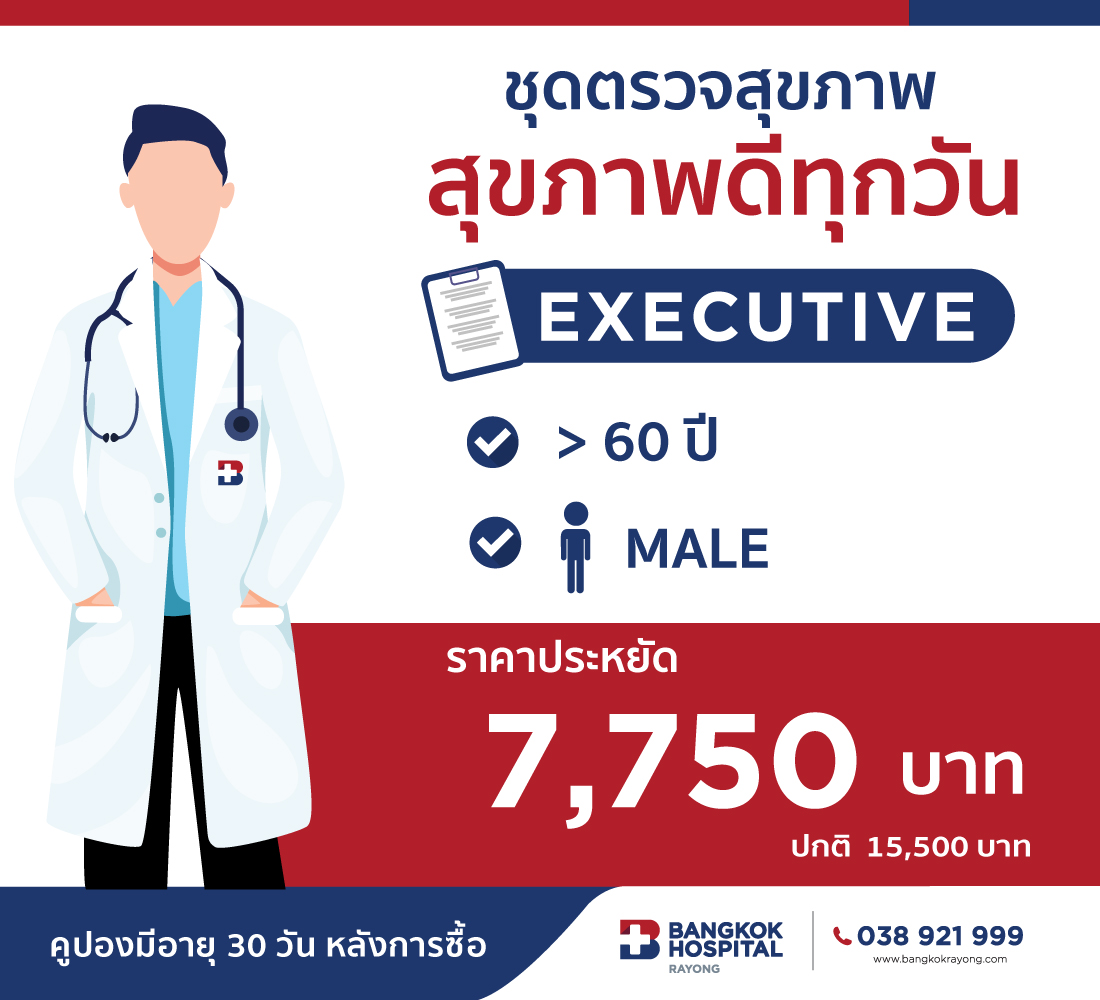 ชุดตรวจสุขภาพ
สุขภาพดีทุกวัน
EXECUTIVE
> 60 ปี
MALE
ราคาประหยัด
7,750 บาท
ปกติ 15,500 บาท
คูปองมีอายุ 30 วัน หลังการซื้อ
BANGKOK
HOSPITAL
RAYONG
038 921 999
www.bangkokrayong.com